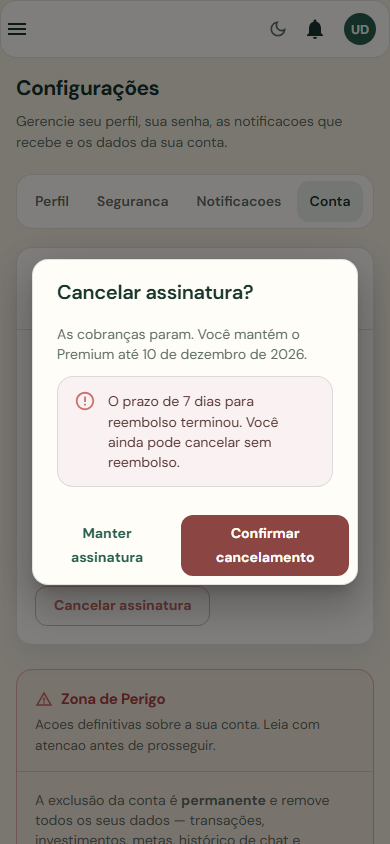 UD
Configurações
Gerencie seu perfil, sua senha, as notificacoes que
recebe e os dados da sua conta.
Perfil Seguranca Notificacoes Conta
Cancelar assinatura?
As cobranças param. Você mantém o
Premium até 10 de dezembro de 2026.
O prazo de 7 dias para
reembolso terminou. Você
ainda pode cancelar sem
reembolso.
Manter
assinatura
Confirmar
cancelamento
Cancelar assinatura
Zona de Perigo
Acoes definitivas sobre a sua conta. Leia com
atencao antes de prosseguir.
A exclusão da conta é permanente e remove
todos os seus dados — transações,
investimentos, metas, histórico de chat e